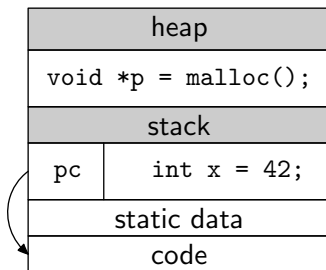 heap
void *p = malloc();
stack
pc int x = 42;
static data
code